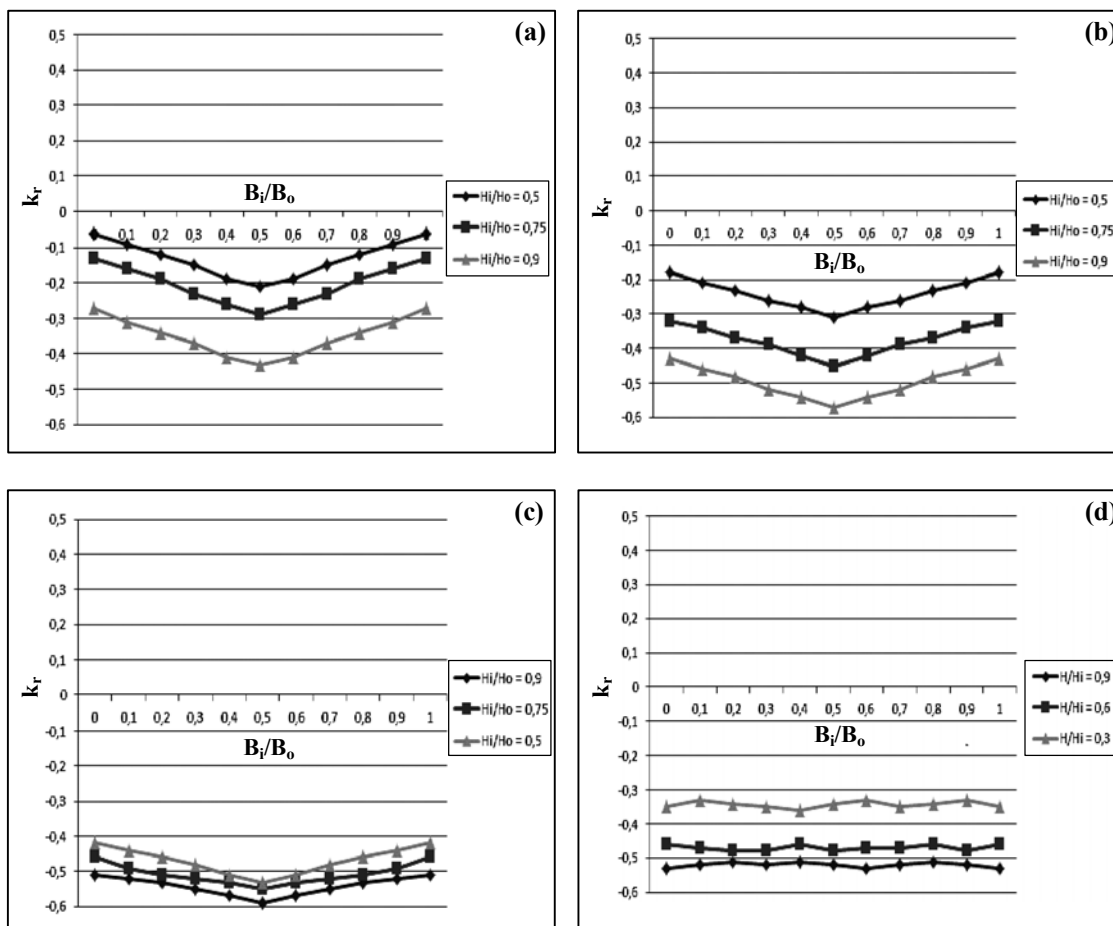 (a)
0,5
0,4
0,3
0,2
0,1
0
-0,1
-0,2
-0,3
-0,4
-0,5
-0,6
kr
Bi/Bo
0,1 0,2 0,3 0,4 0,5 0,6 0,7 0,8 0,9
Hi/Ho = 0,5
Hi/Ho = 0,75
Hi/Ho = 0,9
(b)
0,5
0,4
0,3
0,2
0,1
0
-0,1
-0,2
-0,3
-0,4
-0,5
-0,6
kr
0 0,1 0,2 0,3 0,4 0,5 0,6 0,7 0,8 0,9 1
Bi/Bo
Hi/Ho = 0,5
Hi/Ho = 0,75
Hi/Ho = 0,9
(c)
0,5
0,4
0,3
0,2
0,1
0
-0,1
-0,2
-0,3
-0,4
-0,5
-0,6
kr
0 0,1 0,2 0,3 0,4 0,5 0,6 0,7 0,8 0,9 1
Bi/Bo
Hi/Ho = 0,9
Hi/Ho = 0,75
Hi/Ho = 0,5
(d)
0,5
0,4
0,3
0,2
0,1
0
-0,1
-0,2
-0,3
-0,4
-0,5
-0,6
kr
0 0,1 0,2 0,3 0,4 0,5 0,6 0,7 0,8 0,9 1
Bi/Bo
H/Hi = 0,9
H/Hi = 0,6
H/Hi = 0,3